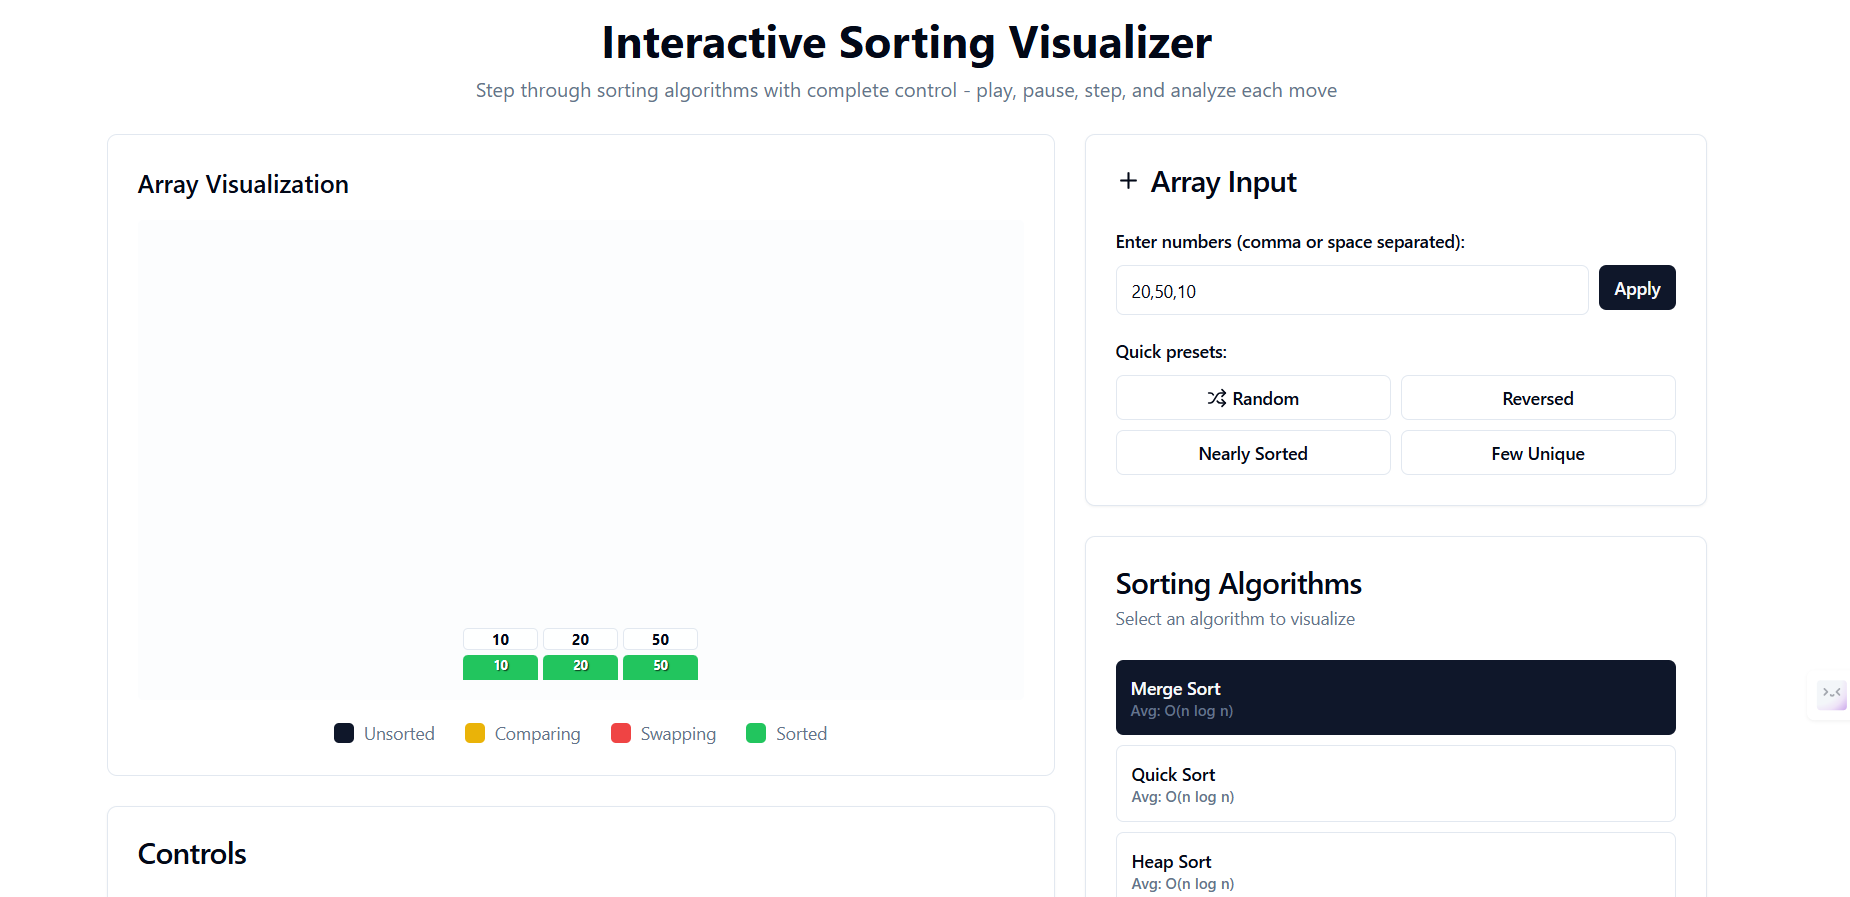 Interactive Sorting Visualizer
Step through sorting algorithms with complete control - play, pause, step, and analyze each move
Array Visualization
10 20 50
10 20 50
Unsorted Comparing Swapping Sorted
Controls
Array Input
Enter numbers (comma or space separated):
20,50,10
Apply
Quick presets:
Random
Reversed
Nearly Sorted
Few Unique
Sorting Algorithms
Select an algorithm to visualize
Merge Sort
Avg: O(n log n)
Quick Sort
Avg: O(n log n)
Heap Sort
Avg: O(n log n)